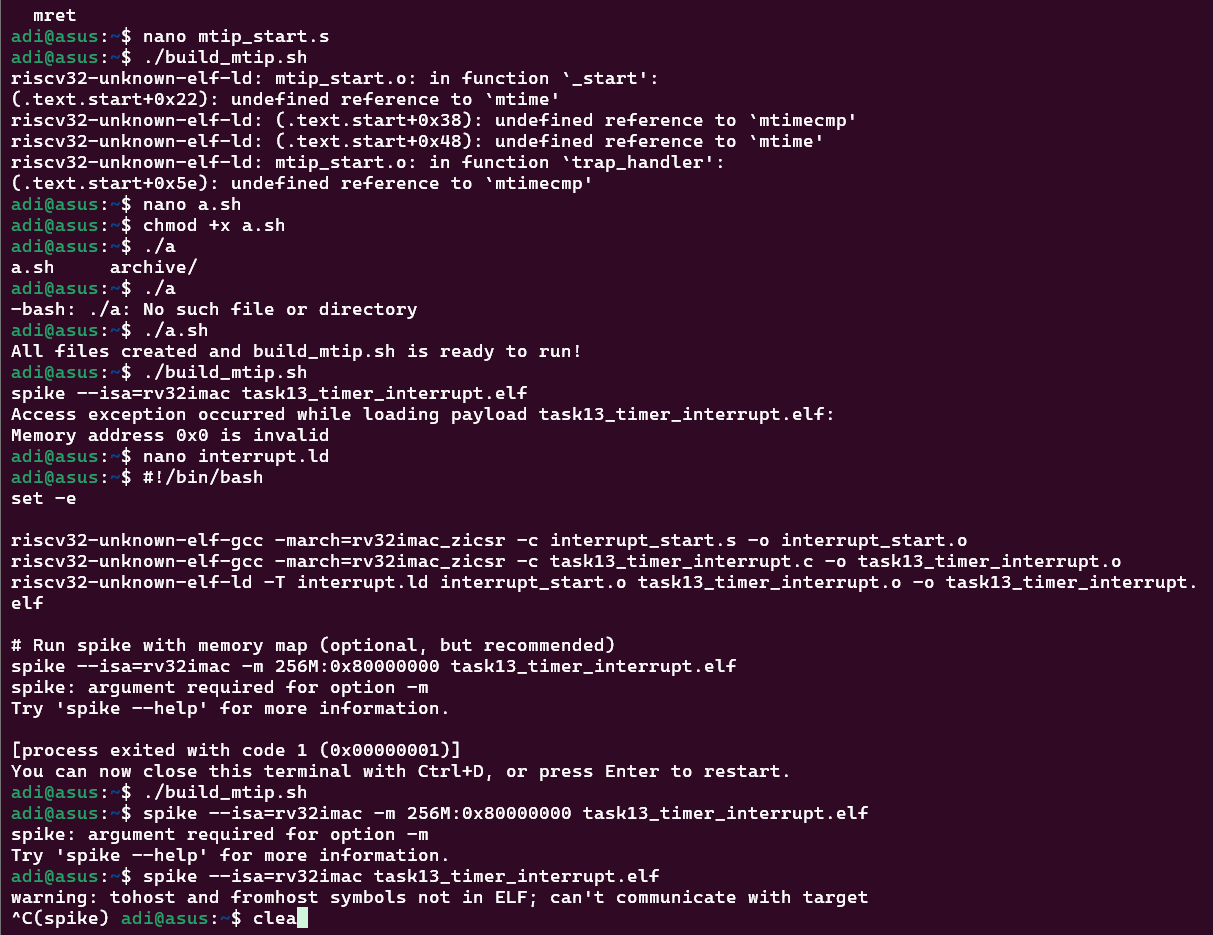 mret
adi@asus:~$ nano mtip_start.s
adi@asus:~$ ./build_mtip.sh
riscv32-unknown-elf-ld: mtip_start.o: in function `_start':
(.text.start+0x22): undefined reference to `mtime'
riscv32-unknown-elf-ld: (.text.start+0x38): undefined reference to `mtimecmp'
riscv32-unknown-elf-ld: (.text.start+0x48): undefined reference to `mtime'
riscv32-unknown-elf-ld: mtip_start.o: in function `trap_handler':
(.text.start+0x5e): undefined reference to `mtimecmp'
adi@asus:~$ nano a.sh
adi@asus:~$ chmod +x a.sh
adi@asus:~$ ./a
a.sh     archive/
adi@asus:~$ ./a
-bash: ./a: No such file or directory
adi@asus:~$ ./a.sh
All files created and build_mtip.sh is ready to run!
adi@asus:~$ ./build_mtip.sh
spike --isa=rv32imac task13_timer_interrupt.elf
Access exception occurred while loading payload task13_timer_interrupt.elf:
Memory address 0x0 is invalid
adi@asus:~$ nano interrupt.ld
adi@asus:~$ #!/bin/bash
set -e

riscv32-unknown-elf-gcc -march=rv32imac_zicsr -c interrupt_start.s -o interrupt_start.o
riscv32-unknown-elf-gcc -march=rv32imac_zicsr -c task13_timer_interrupt.c -o task13_timer_interrupt.o
riscv32-unknown-elf-ld -T interrupt.ld interrupt_start.o task13_timer_interrupt.o -o task13_timer_interrupt.
elf

# Run spike with memory map (optional, but recommended)
spike --isa=rv32imac -m 256M:0x80000000 task13_timer_interrupt.elf
spike: argument required for option -m
Try 'spike --help' for more information.

[process exited with code 1 (0x00000001)]
You can now close this terminal with Ctrl+D, or press Enter to restart.
adi@asus:~$ ./build_mtip.sh
adi@asus:~$ spike --isa=rv32imac -m 256M:0x80000000 task13_timer_interrupt.elf
spike: argument required for option -m
Try 'spike --help' for more information.
adi@asus:~$ spike --isa=rv32imac task13_timer_interrupt.elf
warning: tohost and fromhost symbols not in ELF; can't communicate with target
^C(spike) adi@asus:~$ clea